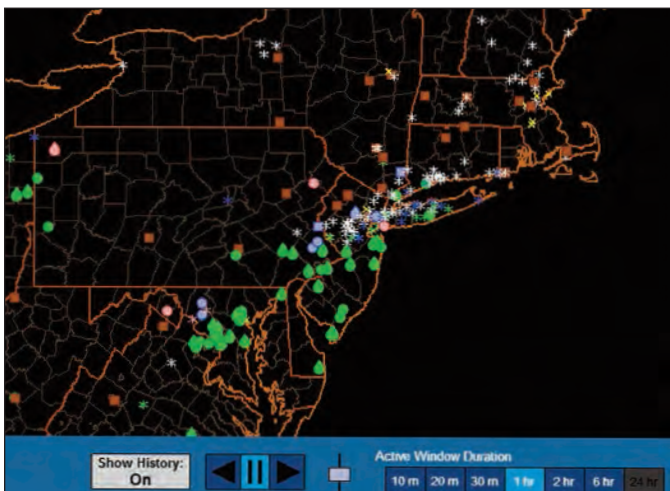 Show History:
On
Active Window Duration
10 m 20 m 30 m 1 hr 2 hr 6 hr 24 hr